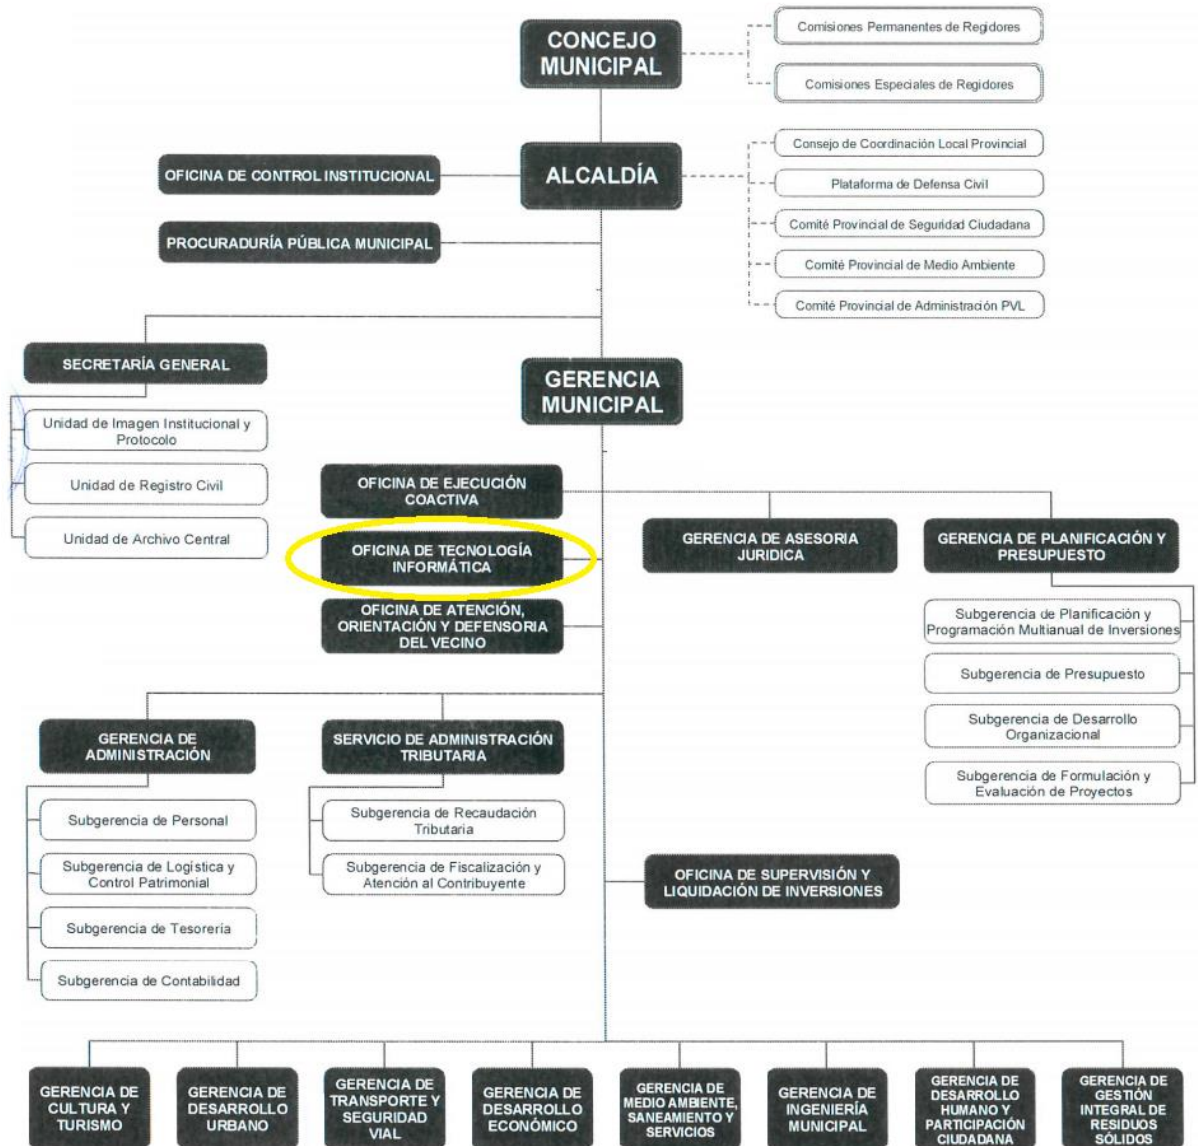 CONCEJO
MUNICIPAL
Comisiones Permanentes de Regidores
Comisiones Especiales de Regidores
ALCALDÍA
OFICINA DE CONTROL INSTITUCIONAL
PROCURADURÍA PÚBLICA MUNICIPAL
Consejo de Coordinación Local Provincial
Plataforma de Defensa Civil
Comité Provincial de Seguridad Ciudadana
Comité Provincial de Medio Ambiente
Comité Provincial de Administración PVL
SECRETARÍA GENERAL
Unidad de Imagen Institucional y
Protocolo
Unidad de Registro Civil
Unidad de Archivo Central
GERENCIA
MUNICIPAL
OFICINA DE EJECUCIÓN
COACTIVA
OFICINA DE TECNOLOGÍA
INFORMÁTICA
OFICINA DE ATENCIÓN,
ORIENTACIÓN Y DEFENSORIA
DEL VECINO
GERENCIA DE ASESORIA
JURIDICA
GERENCIA DE PLANIFICACIÓN Y
PRESUPUESTO
Subgerencia de Planificación y
Programación Multianual de Inversiones
Subgerencia de Presupuesto
Subgerencia de Desarrollo
Organizacional
Subgerencia de Formulación y
Evaluación de Proyectos
GERENCIA DE
ADMINISTRACIÓN
Subgerencia de Personal
Subgerencia de Logística y
Control Patrimonial
Subgerencia de Tesorería
Subgerencia de Contabilidad
SERVICIO DE ADMINISTRACIÓN
TRIBUTARIA
Subgerencia de Recaudación
Tributaria
Subgerencia de Fiscalización y
Atención al Contribuyente
OFICINA DE SUPERVISIÓN Y
LIQUIDACIÓN DE INVERSIONES
GERENCIA DE
CULTURA Y
TURISMO
GERENCIA DE
DESARROLLO
URBANO
GERENCIA DE
TRANSPORTE Y
SEGURIDAD
VIAL
GERENCIA DE
DESARROLLO
ECONÓMICO
GERENCIA DE
MEDIO AMBIENTE,
SANEAMIENTO Y
SERVICIOS
GERENCIA DE
INGENIERÍA
MUNICIPAL
GERENCIA DE
DESARROLLO
HUMANO Y
PARTICIPACIÓN
CIUDADANA
GERENCIA DE
GESTIÓN
INTEGRAL DE
RESIDUOS
SÓLIDOS